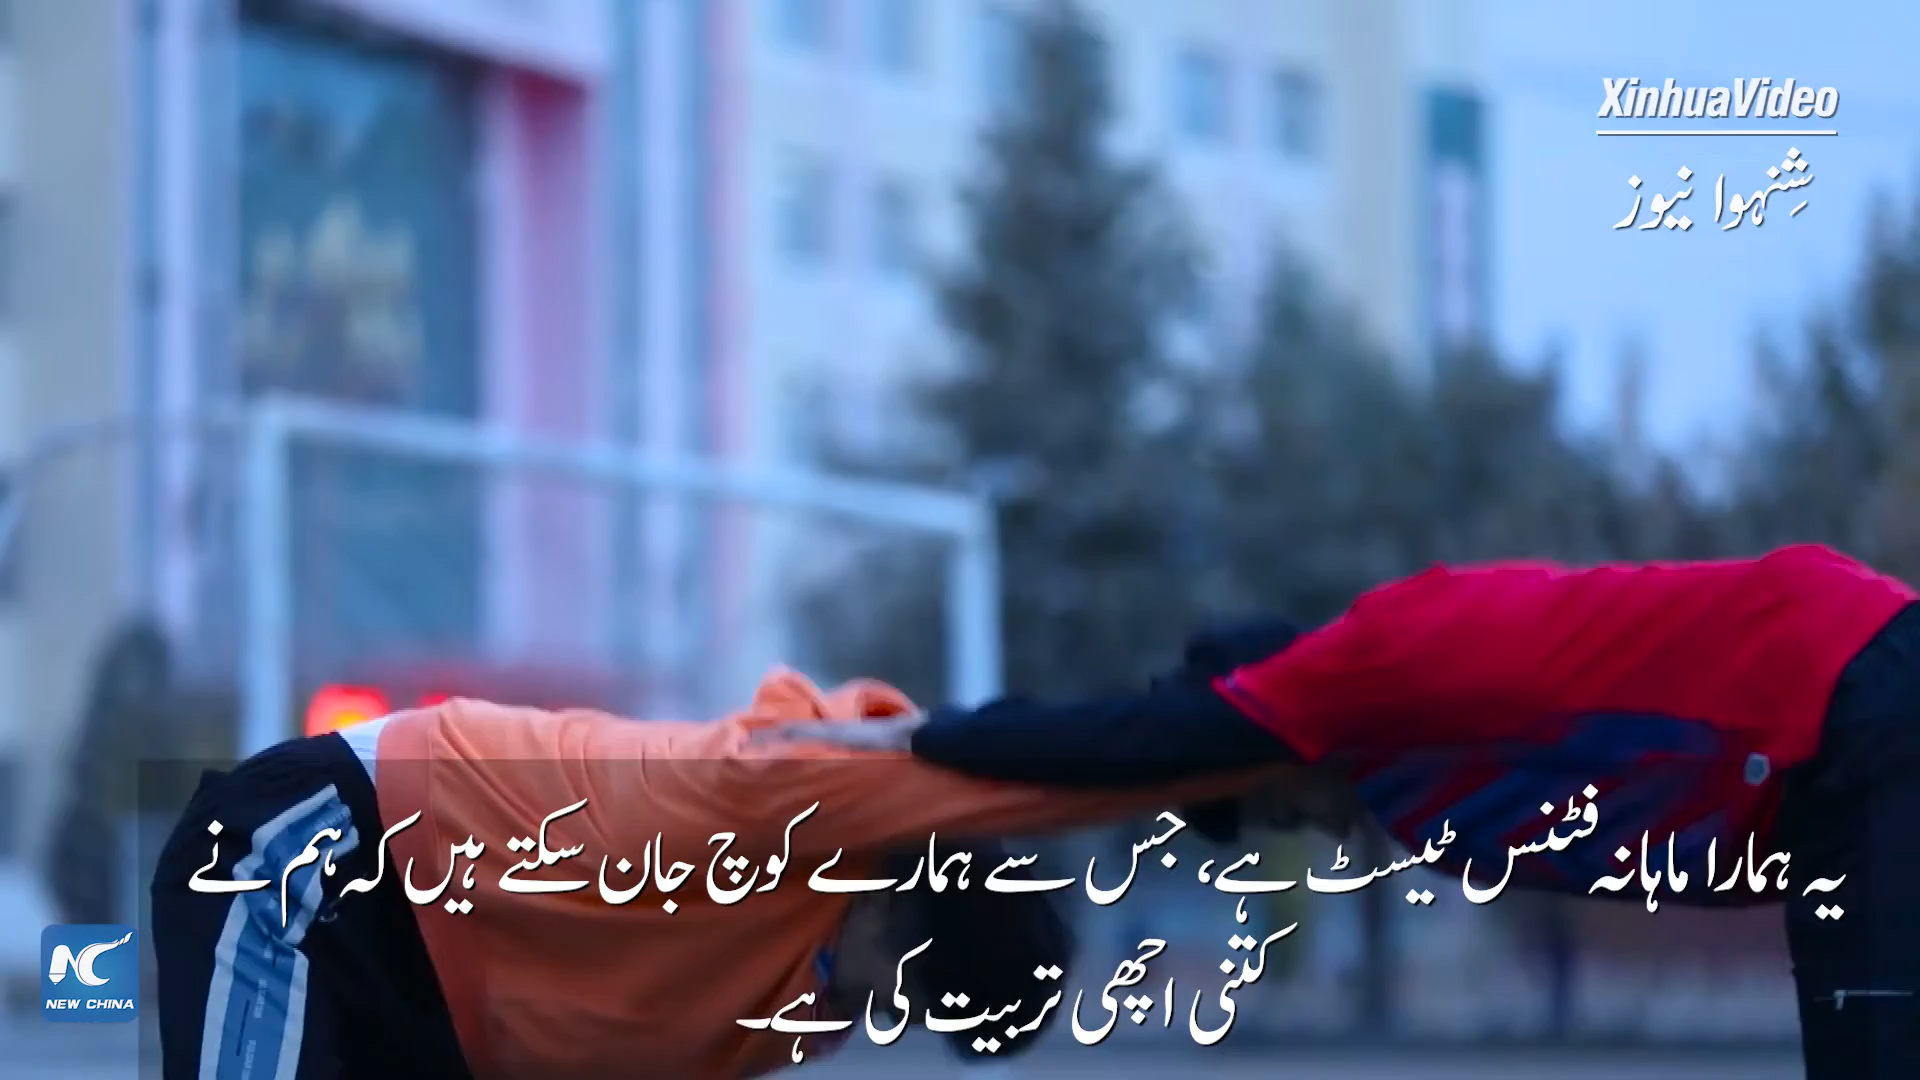 XinhuaVideo
شِنہوا نیوز
یہ ہمارا ماہانہ فٹنس ٹیسٹ ہے، جس سے ہمارے کوچ جان سکتے ہیں کہ ہم نے
کتنی اچھی تربیت کی ہے۔
NC
NEW CHINA